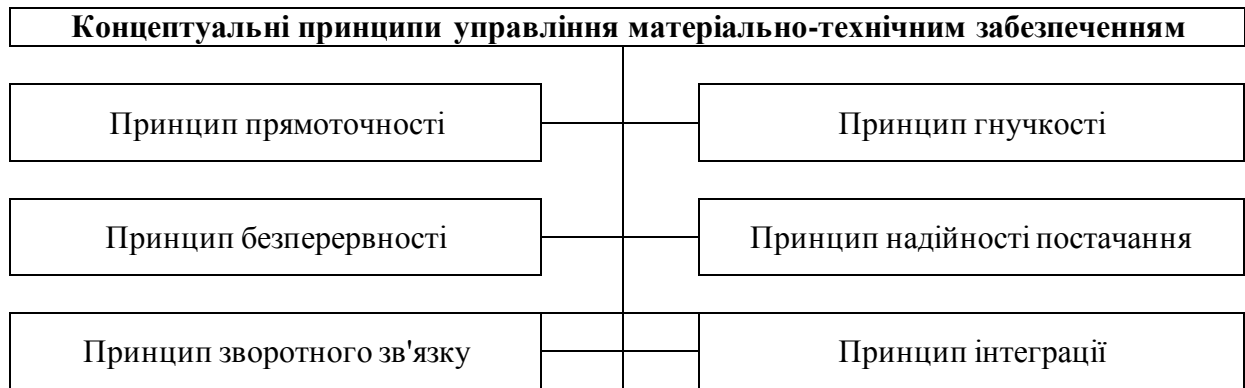 Концептуальні принципи управління матеріально-технічним забезпеченням
Принцип прямоточності
Принцип гнучкості
Принцип безперервності
Принцип надійності постачання
Принцип зворотного зв'язку
Принцип інтеграції